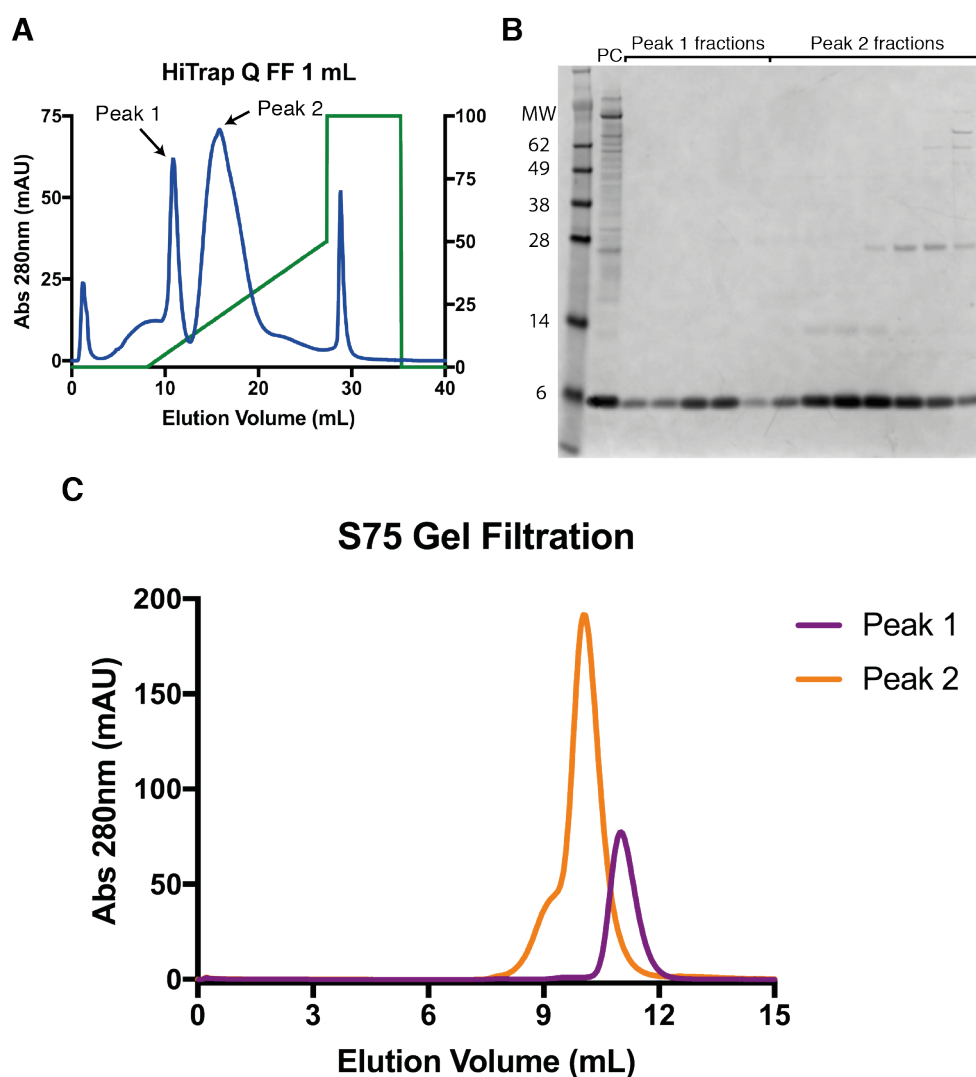 A
HiTrap Q FF 1 mL
Peak 1
Peak 2
75
50
25
0
Abs 280nm (mAU)
100
75
50
25
0
0
10
20
30
40
Elution Volume (mL)
B
PC
Peak 1 fractions
Peak 2 fractions
MW
62
49
38
28
14
6
C
S75 Gel Filtration
200
150
100
50
0
Abs 280nm (mAU)
0
3
6
9
12
15
Elution Volume (mL)
Peak 1
Peak 2